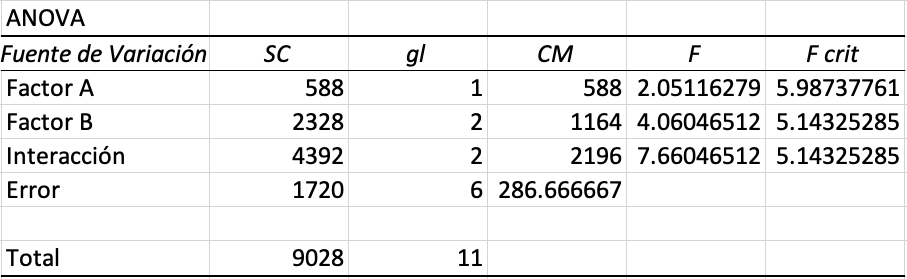 ANOVA
Fuente de Variación SC gl CM F F crit
Factor A 588 1 588 2.05116279 5.98737761
Factor B 2328 2 1164 4.06046512 5.14325285
Interacción 4392 2 2196 7.66046512 5.14325285
Error 1720 6 286.666667
Total 9028 11